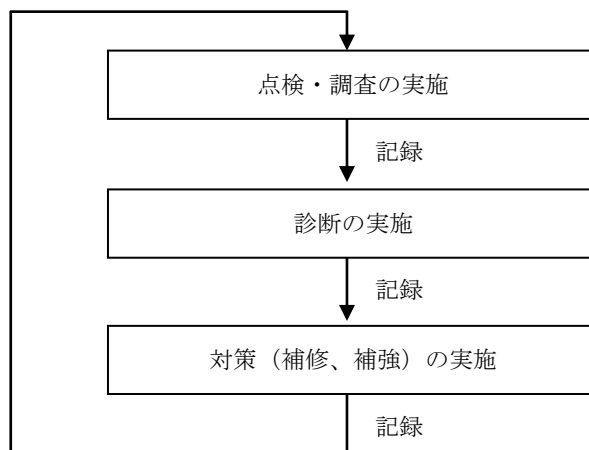 点検・調査の実施
記録
診断の実施
記録
対策（補修、補強）の実施
記録